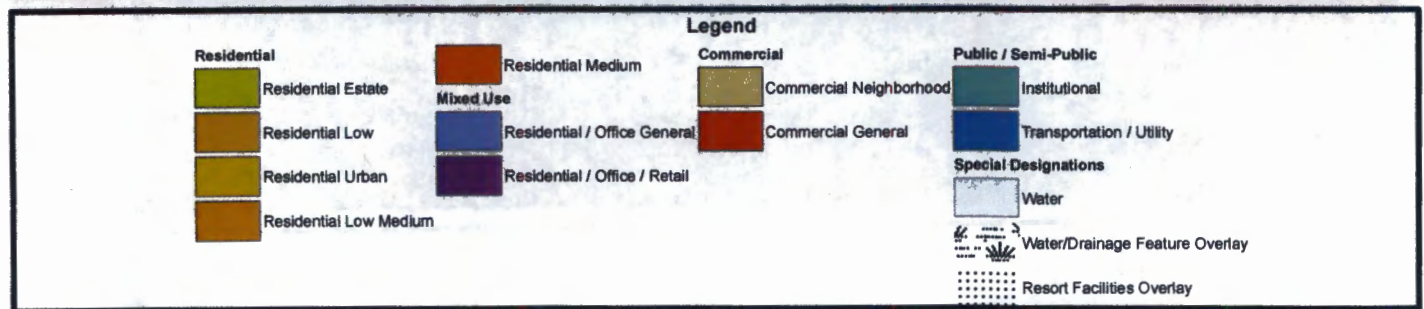 Legend
Residential
Residential Estate
Residential Low
Residential Urban
Residential Low Medium
Residential Medium
Mixed Use
Residential / Office General
Residential / Office / Retail
Commercial
Commercial Neighborhood
Commercial General
Public / Semi-Public
Institutional
Transportation / Utility
Special Designations
Water
Water/Drainage Feature Overlay
Resort Facilities Overlay